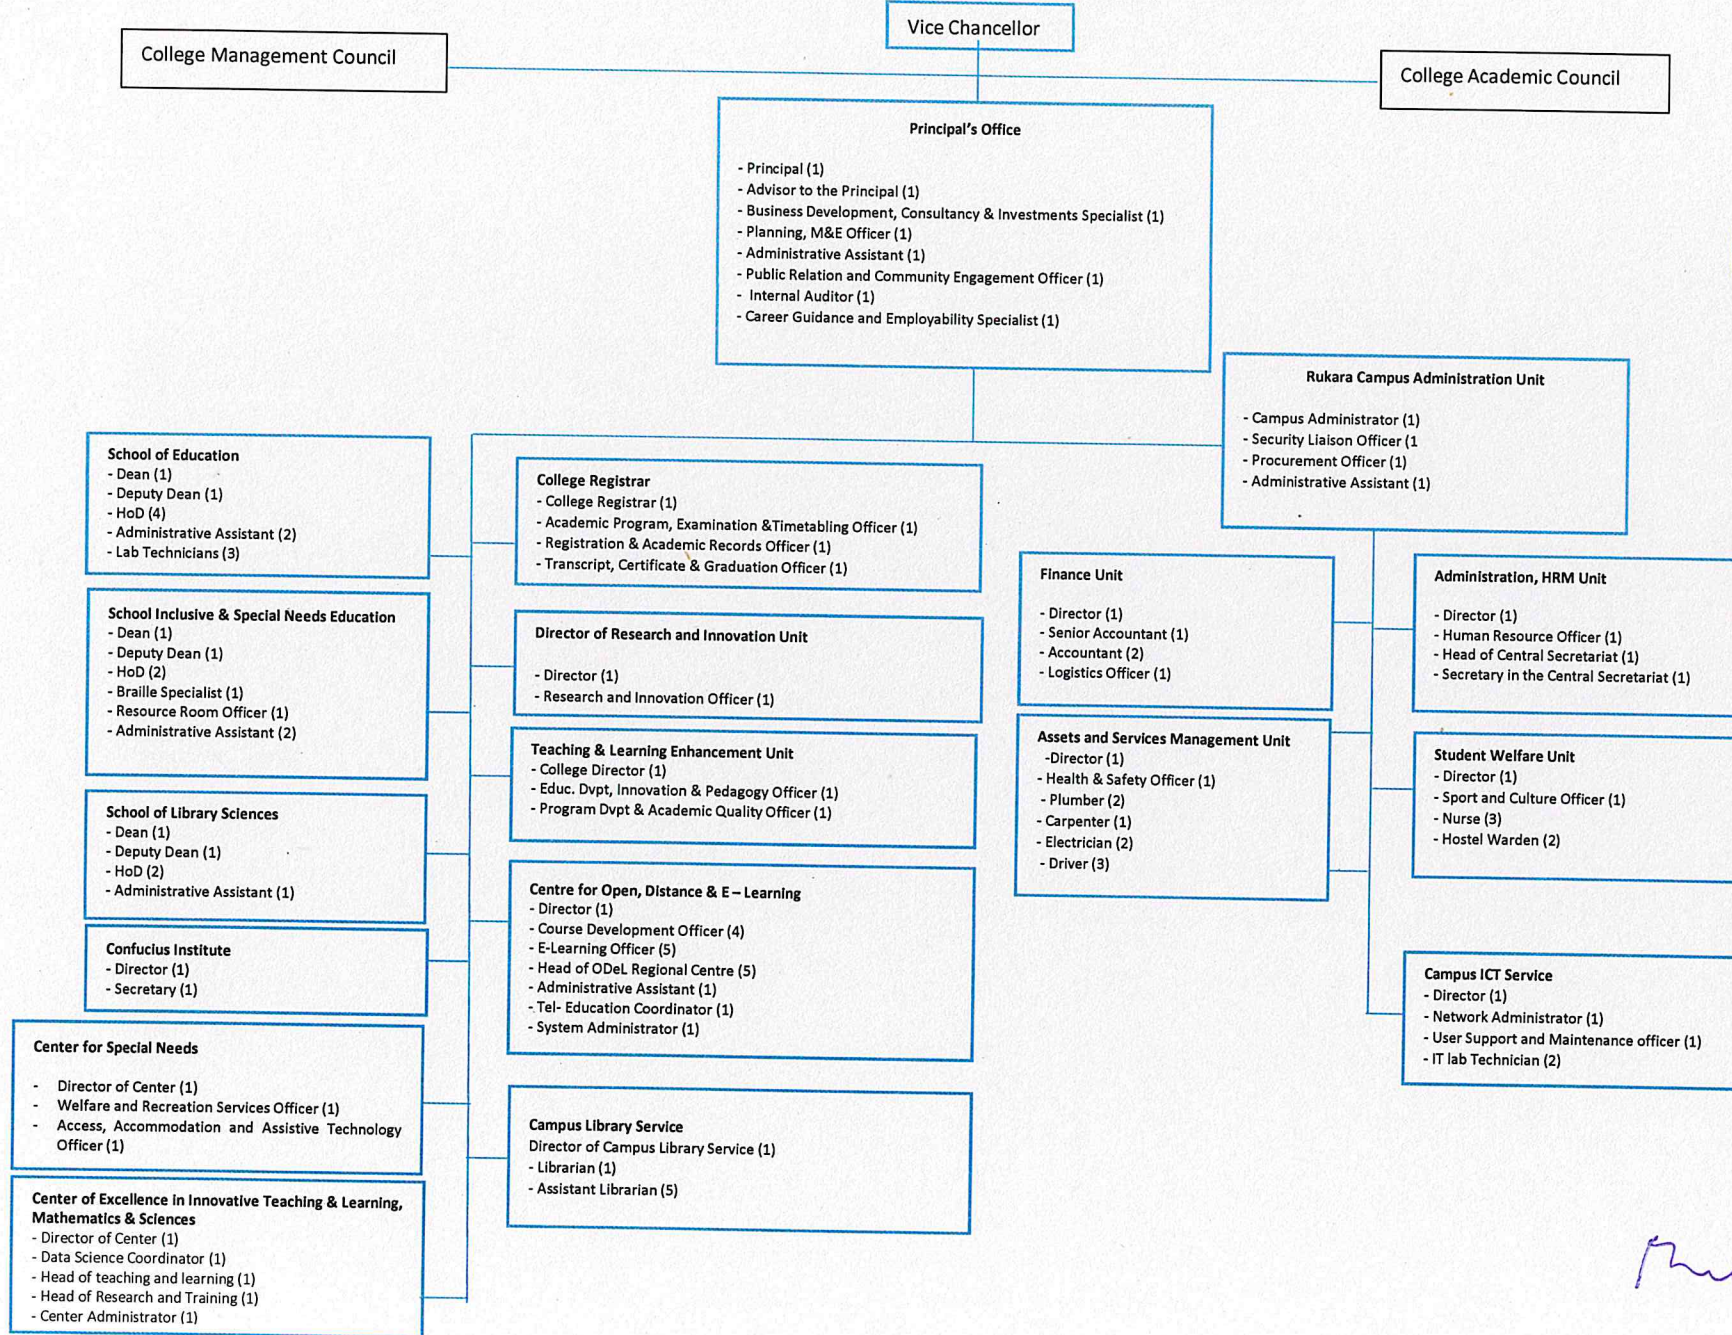 Vice Chancellor
College Management Council
College Academic Council
Principal's Office
- Principal (1)
- Advisor to the Principal (1)
- Business Development, Consultancy & Investments Specialist (1)
- Planning, M&E Officer (1)
- Administrative Assistant (1)
- Public Relation and Community Engagement Officer (1)
- Internal Auditor (1)
- Career Guidance and Employability Specialist (1)
Rukara Campus Administration Unit
- Campus Administrator (1)
- Security Liaison Officer (1
- Procurement Officer (1)
- Administrative Assistant (1)
School of Education
- Dean (1)
- Deputy Dean (1)
- HoD (4)
- Administrative Assistant (2)
- Lab Technicians (3)
School Inclusive & Special Needs Education
- Dean (1)
- Deputy Dean (1)
- HoD (2)
- Braille Specialist (1)
- Resource Room Officer (1)
- Administrative Assistant (2)
School of Library Sciences
- Dean (1)
- Deputy Dean (1)
- HoD (2)
- Administrative Assistant (1)
Confucius Institute
- Director (1)
- Secretary (1)
Center for Special Needs
- Director of Center (1)
- Welfare and Recreation Services Officer (1)
- Access, Accommodation and Assistive Technology
Officer (1)
Center of Excellence in Innovative Teaching & Learning,
Mathematics & Sciences
- Director of Center (1)
- Data Science Coordinator (1)
- Head of teaching and learning (1)
- Head of Research and Training (1)
- Center Administrator (1)
College Registrar
- College Registrar (1)
- Academic Program, Examination &Timetabling Officer (1)
- Registration & Academic Records Officer (1)
- Transcript, Certificate & Graduation Officer (1)
Director of Research and Innovation Unit
- Director (1)
- Research and Innovation Officer (1)
Teaching & Learning Enhancement Unit
- College Director (1)
- Educ. Dvpt, Innovation & Pedagogy Officer (1)
- Program Dvpt & Academic Quality Officer (1)
Centre for Open, Distance & E – Learning
- Director (1)
- Course Development Officer (4)
- E-Learning Officer (5)
- Head of ODeL Regional Centre (5)
- Administrative Assistant (1)
- Tel- Education Coordinator (1)
- System Administrator (1)
Campus Library Service
Director of Campus Library Service (1)
- Librarian (1)
- Assistant Librarian (5)
Finance Unit
- Director (1)
- Senior Accountant (1)
- Accountant (2)
- Logistics Officer (1)
Assets and Services Management Unit
-Director (1)
- Health & Safety Officer (1)
- Plumber (2)
- Carpenter (1)
- Electrician (2)
- Driver (3)
Administration, HRM Unit
- Director (1)
- Human Resource Officer (1)
- Head of Central Secretariat (1)
- Secretary in the Central Secretariat (1)
Student Welfare Unit
- Director (1)
- Sport and Culture Officer (1)
- Nurse (3)
- Hostel Warden (2)
Campus ICT Service
- Director (1)
- Network Administrator (1)
- User Support and Maintenance officer (1)
- IT lab Technician (2)